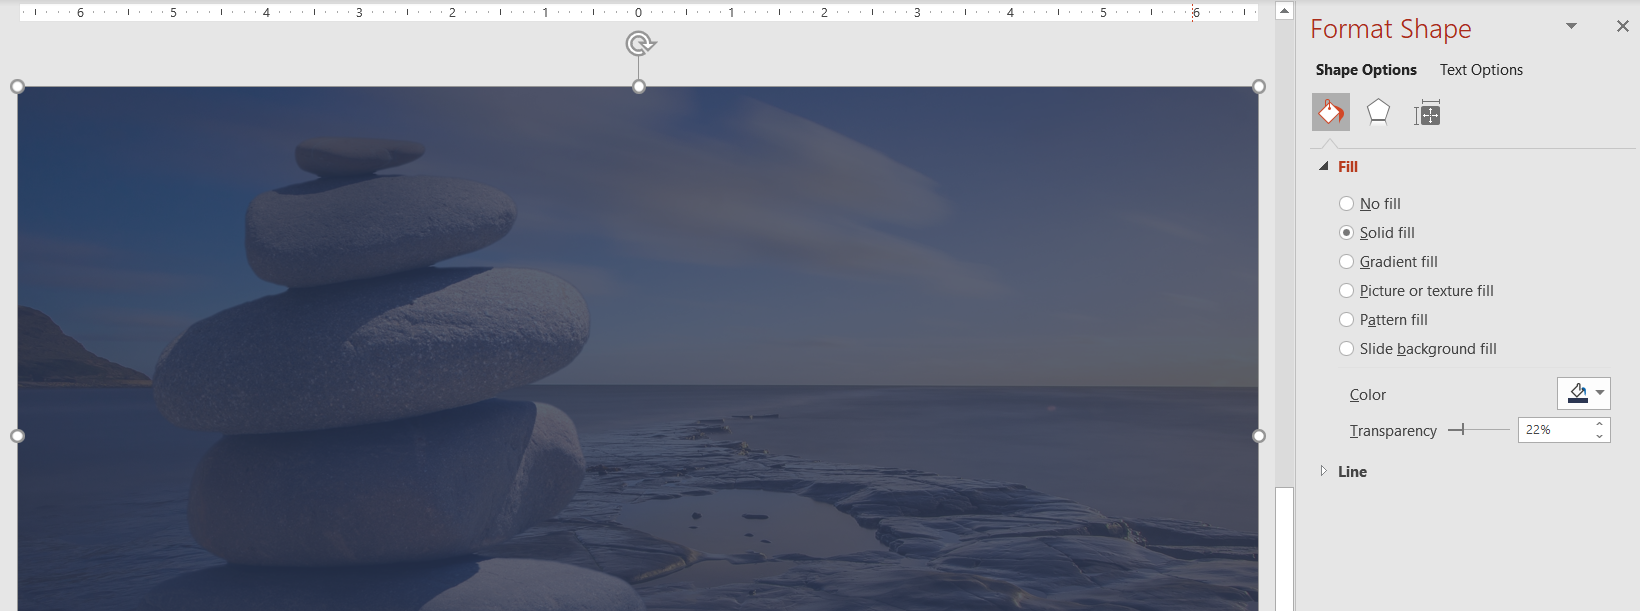 6 5 4 3 2 1 0 1 2 3 4 5 6
Format Shape
Shape Options Text Options
Fill
No fill
Solid fill
Gradient fill
Picture or texture fill
Pattern fill
Slide background fill
Color
Transparency 22%
Line